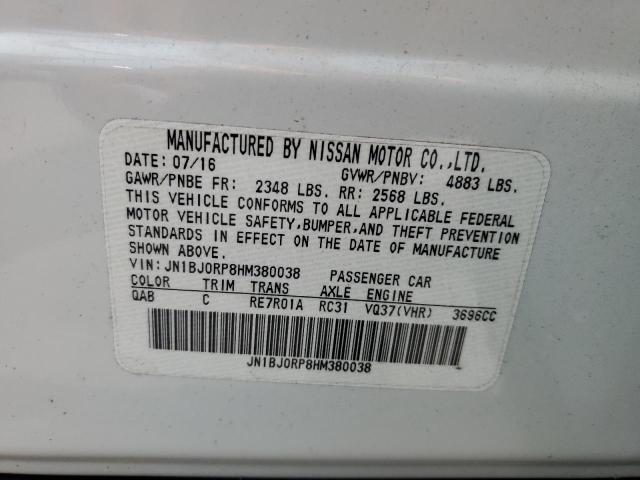 MANUFACTURED BY NISSAN MOTOR CO.,LTD.
DATE: 07/16 GVWR/PNBV: 4883 LBS.
GAWR/PNBE FR: 2348 LBS. RR: 2568 LBS.
THIS VEHICLE CONFORMS TO ALL APPLICABLE FEDERAL
MOTOR VEHICLE SAFETY,BUMPER,AND THEFT PREVENTION
STANDARDS IN EFFECT ON THE DATE OF MANUFACTURE
SHOWN ABOVE.
VIN:JN1BJ0RP8HM380038 PASSENGER CAR
COLOR TRIM TRANS AXLE ENGINE
QAB C RE7R01A RC31 VQ37(VHR) 3696CC
JN1BJ0RP8HM380038